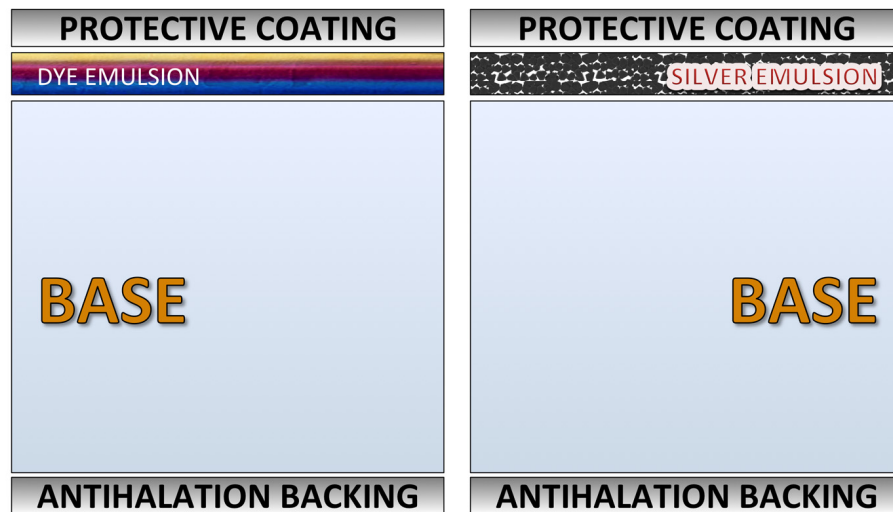 PROTECTIVE COATING
DYE EMULSION
BASE
ANTIHALATION BACKING
PROTECTIVE COATING
SILVER EMULSION
BASE
ANTIHALATION BACKING